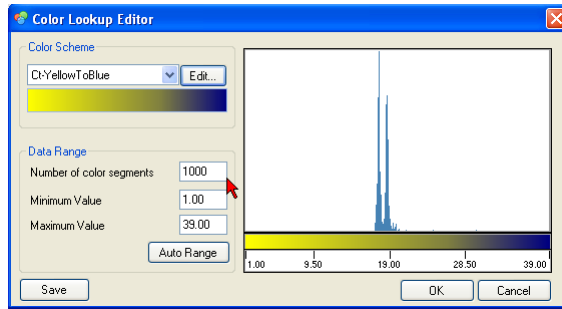 Color Lookup Editor
Color Scheme
Ct-YellowToBlue
Edit...
Data Range
Number of color segments 1000
Minimum Value 1.00
Maximum Value 39.00
Auto Range
1.00 9.50 19.00 28.50 39.00
Save OK Cancel